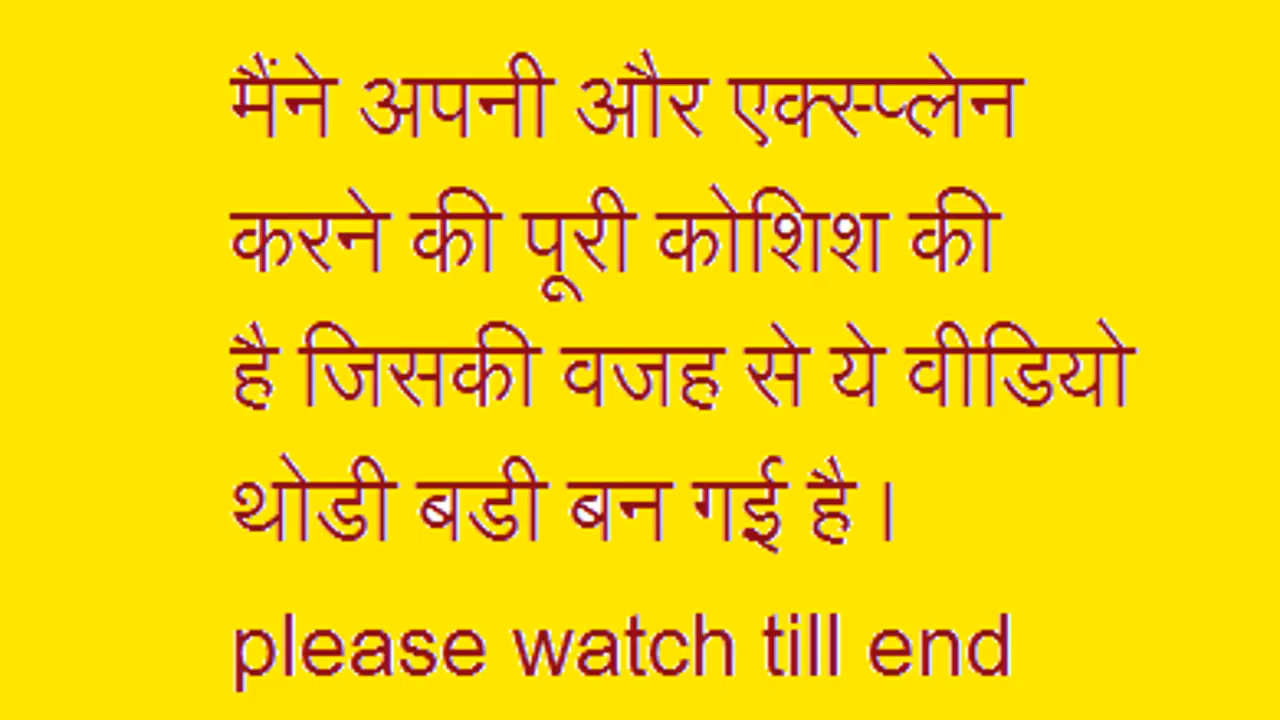 मैंने अपनी और एक्स्प्लेन
करने की पूरी कोशिश की
है जिसकी वजह से ये वीडियो
थोडी बडी बन गई है।
please watch till end